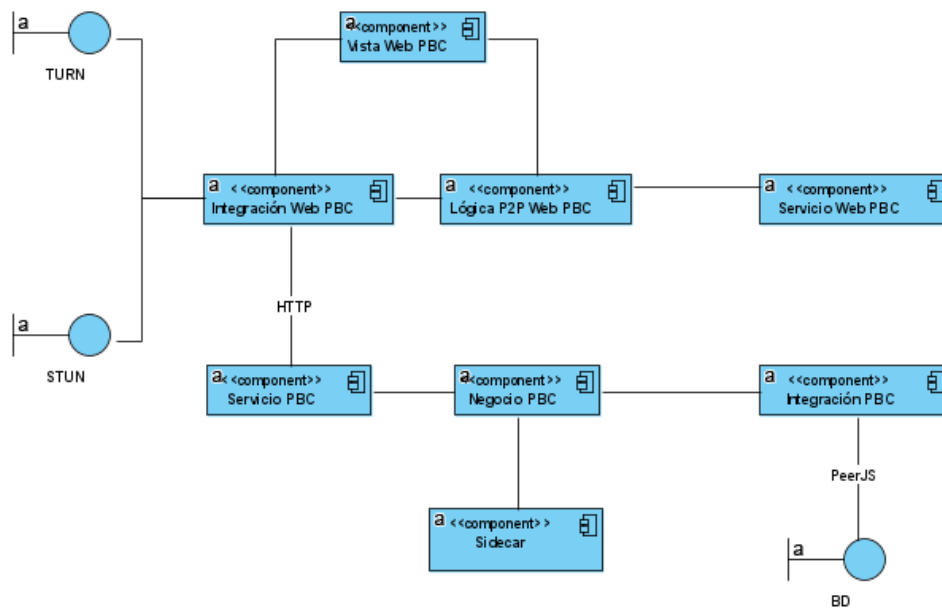 a
TURN
a <<component>>
Vista Web PBC
a <<component>>
Integración Web PBC
a <<component>>
Lógica P2P Web PBC
a <<component>>
Servicio Web PBC
HTTP
a
STUN
a <<component>>
Servicio PBC
a <<component>>
Negocio PBC
a <<component>>
Integración PBC
PeerJS
a <<component>>
Sidecar
a
BD